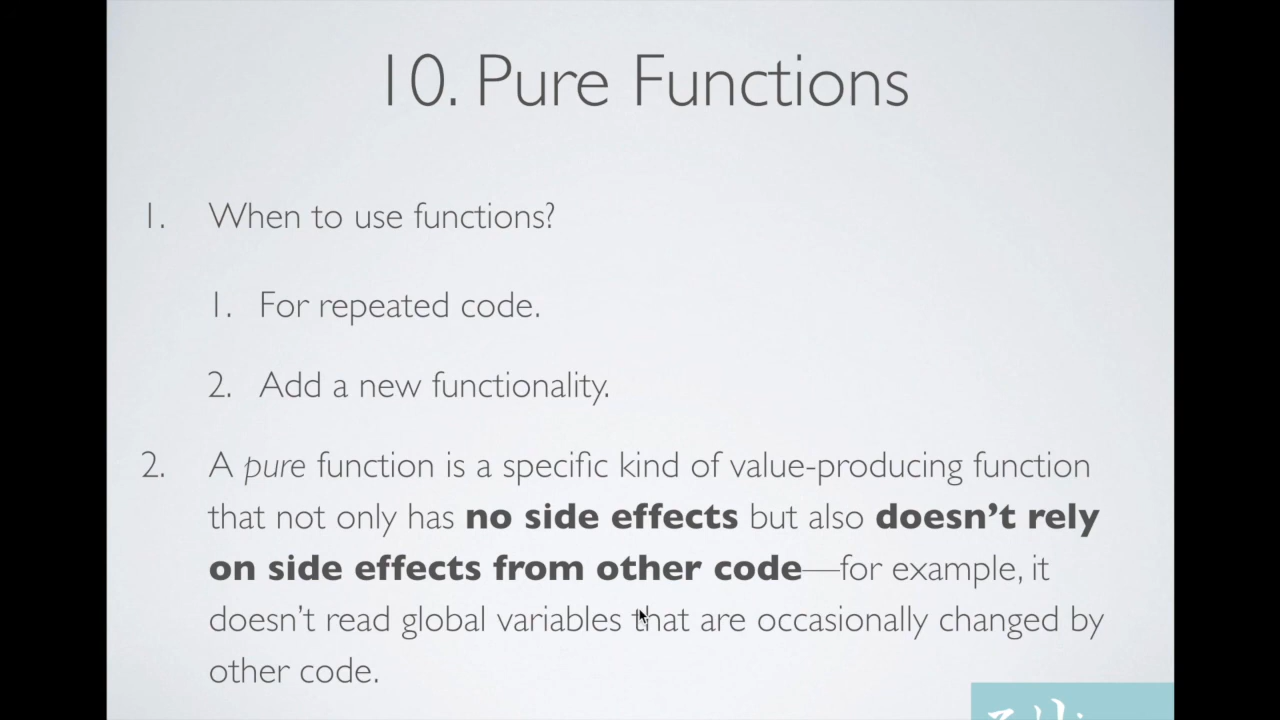 10. Pure Functions
1. When to use functions?
1. For repeated code.
2. Add a new functionality.
2. A pure function is a specific kind of value-producing function
that not only has no side effects but also doesn’t rely
on side effects from other code—for example, it
doesn’t read global variables that are occasionally changed by
other code.